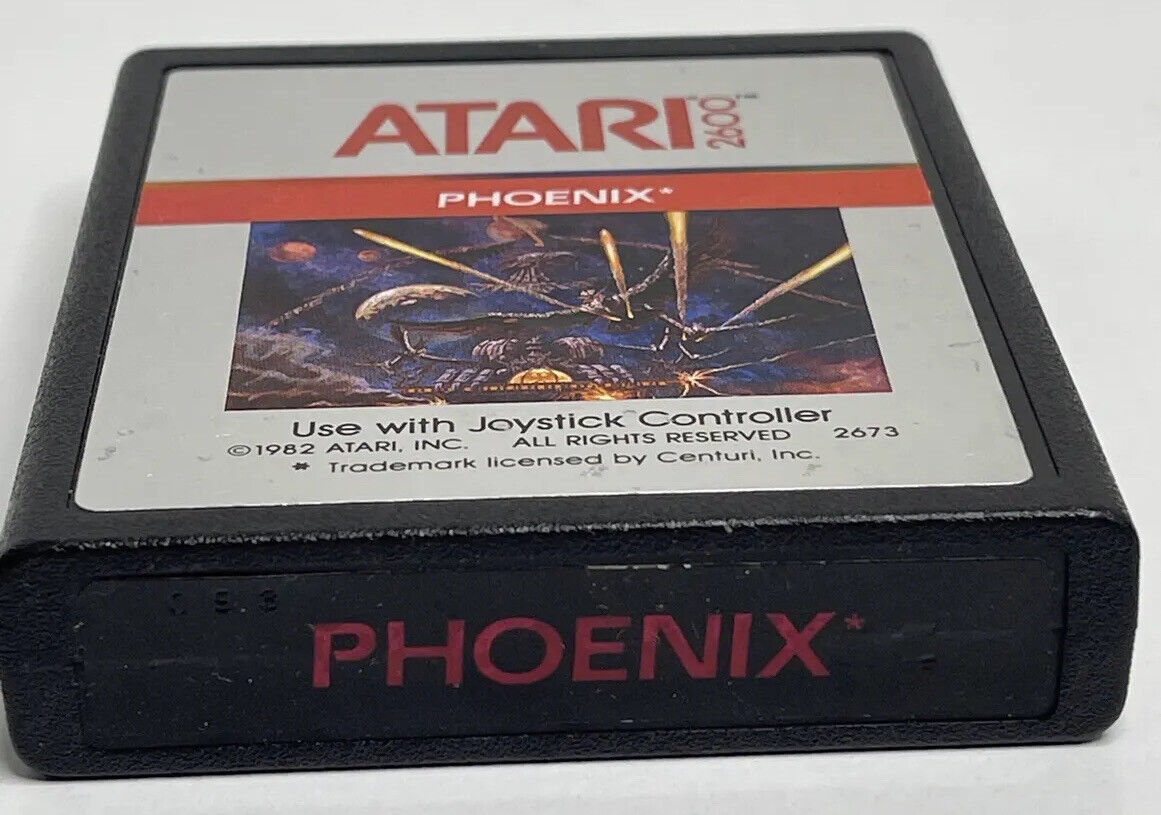 ATARI 2600™
PHOENIX*
Use with Joystick Controller
©1982 ATARI, INC. ALL RIGHTS RESERVED 2673
* Trademark licensed by Centuri, Inc.
PHOENIX*